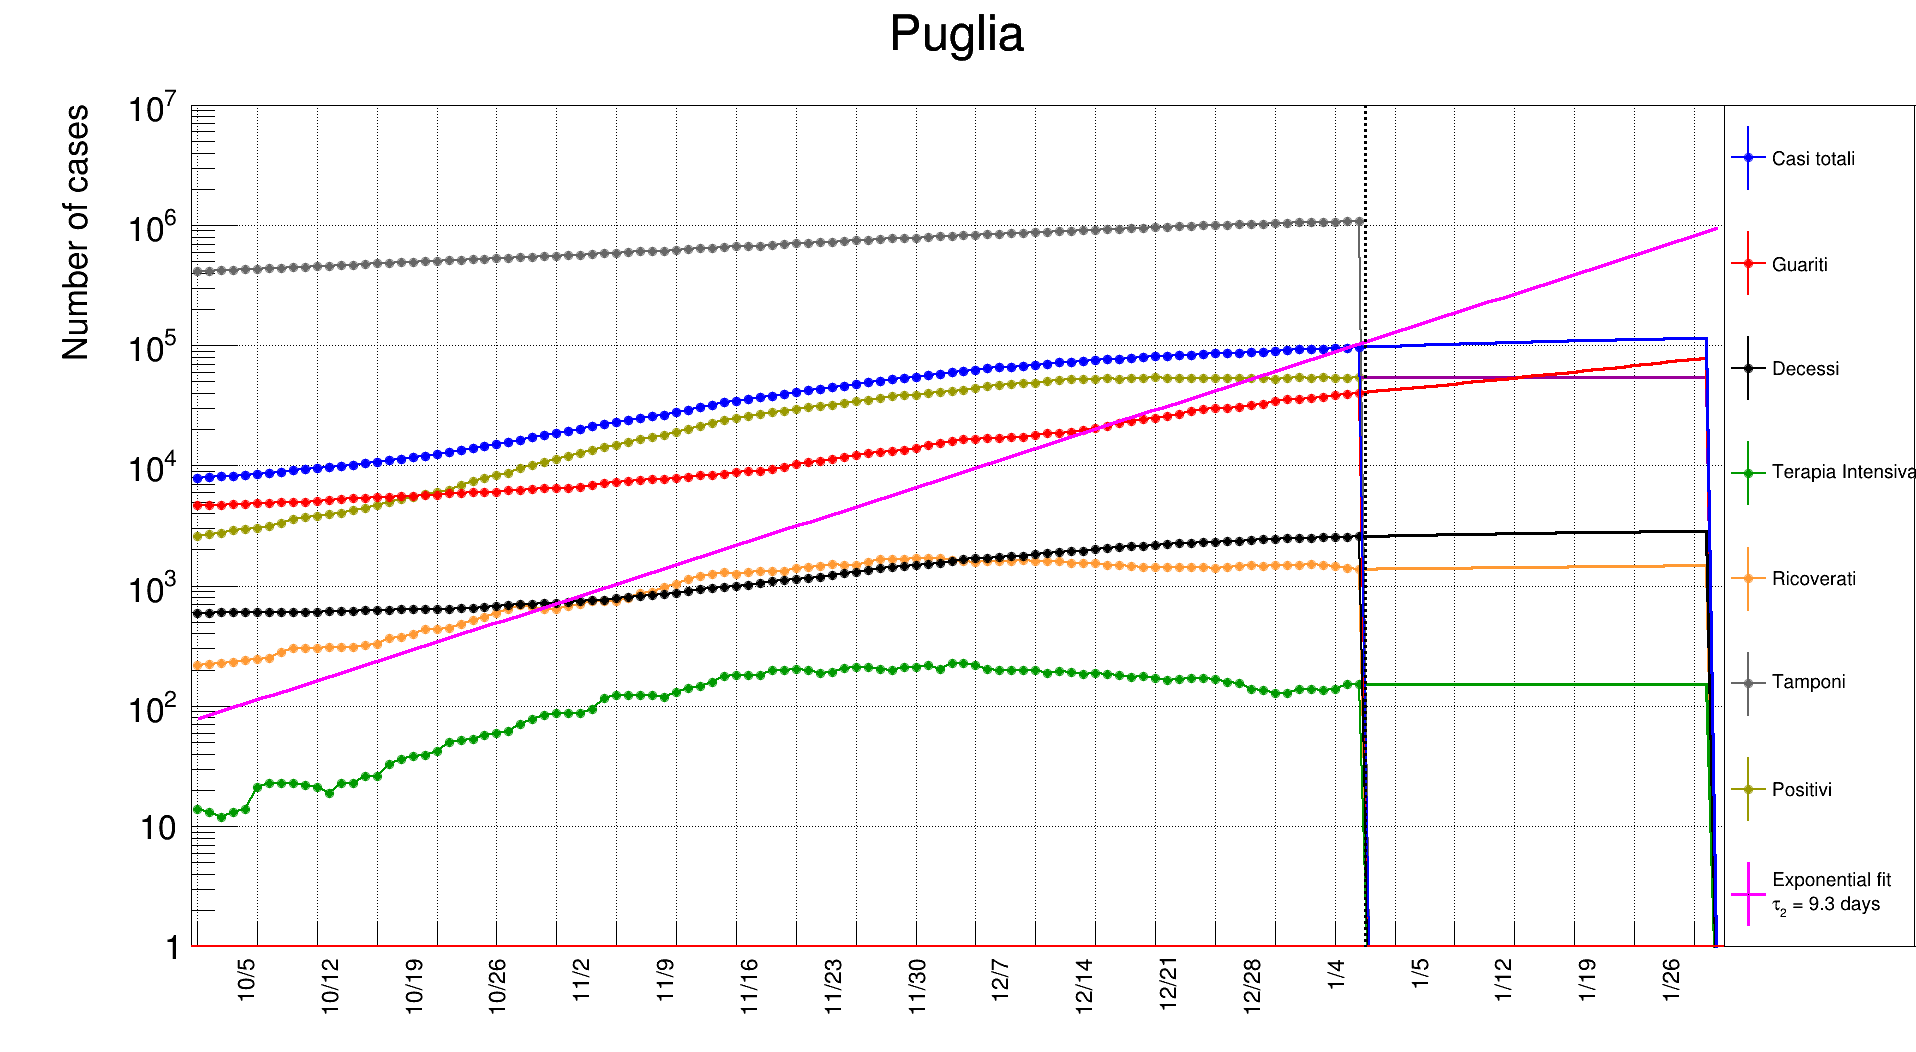 Puglia
Number of cases
10^7
10^6
10^5
10^4
10^3
10^2
10
1
10/5
10/12
10/19
10/26
11/2
11/9
11/16
11/23
11/30
12/7
12/14
12/21
12/28
1/4
1/5
1/12
1/19
1/26
Casi totali
Guariti
Decessi
Terapia Intensiva
Ricoverati
Tamponi
Positivi
Exponential fit
τ₂ = 9.3 days